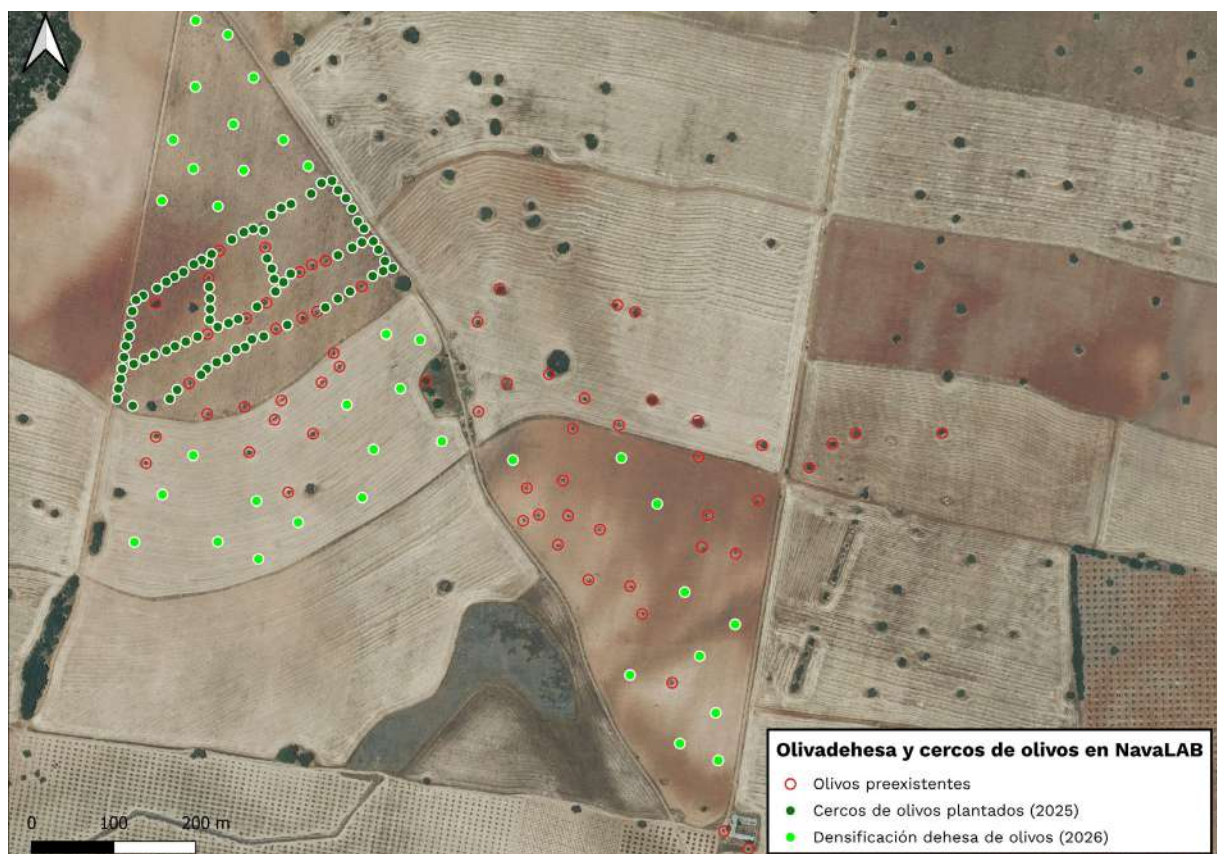 Olivadehesa y cercos de olivos en NavaLAB
Olivos preexistentes
Cercos de olivos plantados (2025)
Densificación dehesa de olivos (2026)
0 100 200 m